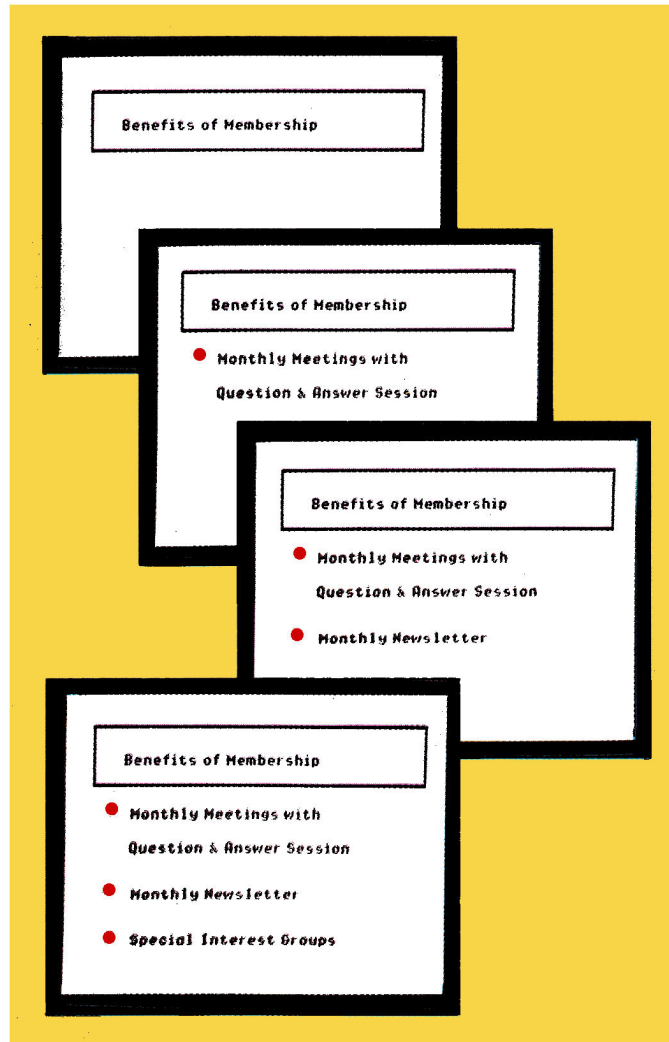 Benefits of Membership
Benefits of Membership
Monthly Meetings with
Question & Answer Session
Benefits of Membership
Monthly Meetings with
Question & Answer Session
Monthly Newsletter
Benefits of Membership
Monthly Meetings with
Question & Answer Session
Monthly Newsletter
Special Interest Groups